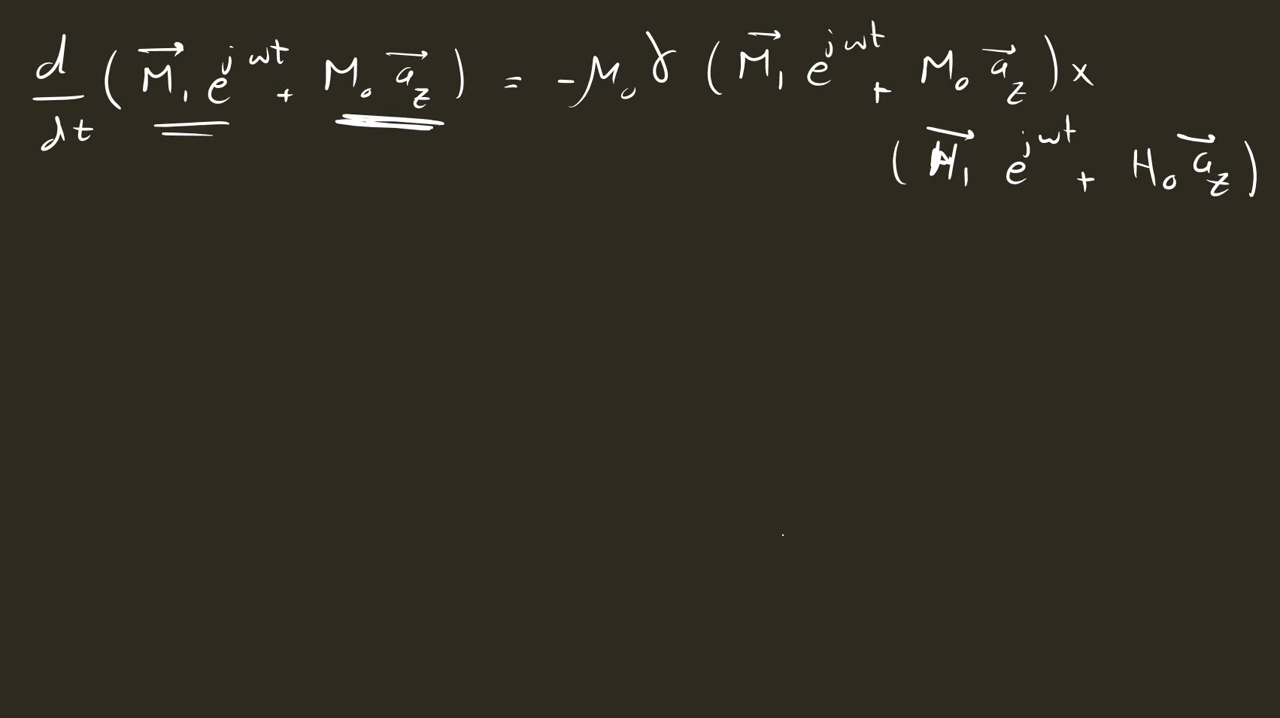 d/dt ( M⃗₁ e^{jωt} + M₀ a⃗_z ) = -μ₀ γ ( M⃗₁ e^{jωt} + M₀ a⃗_z ) ×
( H⃗₁ e^{jωt} + H₀ a⃗_z )